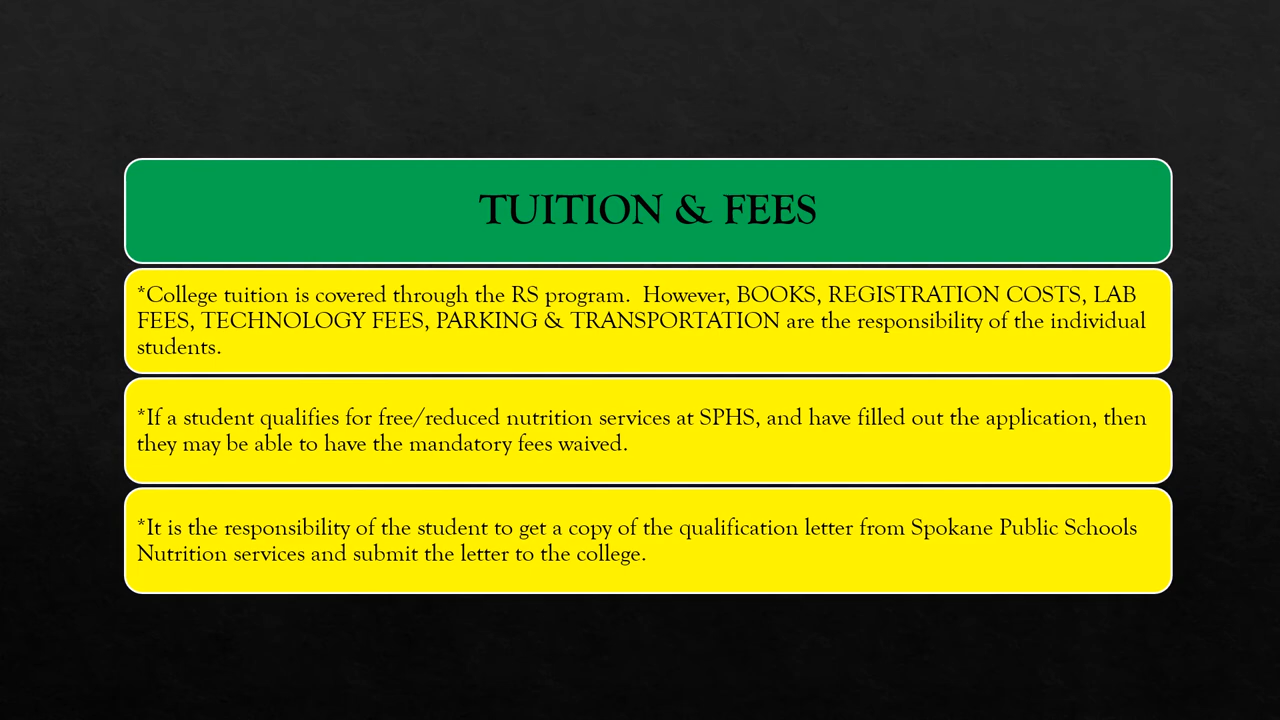 TUITION & FEES
*College tuition is covered through the RS program.  However, BOOKS, REGISTRATION COSTS, LAB
FEES, TECHNOLOGY FEES, PARKING & TRANSPORTATION are the responsibility of the individual
students.
*If a student qualifies for free/reduced nutrition services at SPHS, and have filled out the application, then
they may be able to have the mandatory fees waived.
*It is the responsibility of the student to get a copy of the qualification letter from Spokane Public Schools
Nutrition services and submit the letter to the college.